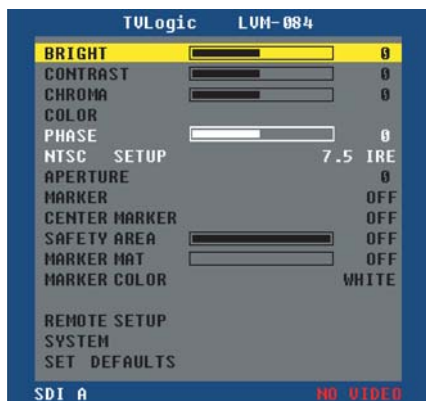 TVLogic LVM-084
BRIGHT 0
CONTRAST 0
CHROMA 0
COLOR
PHASE 0
NTSC SETUP 7.5 IRE
APERTURE 0
MARKER OFF
CENTER MARKER OFF
SAFETY AREA OFF
MARKER MAT OFF
MARKER COLOR WHITE
REMOTE SETUP
SYSTEM
SET DEFAULTS
SDI A NO VIDEO